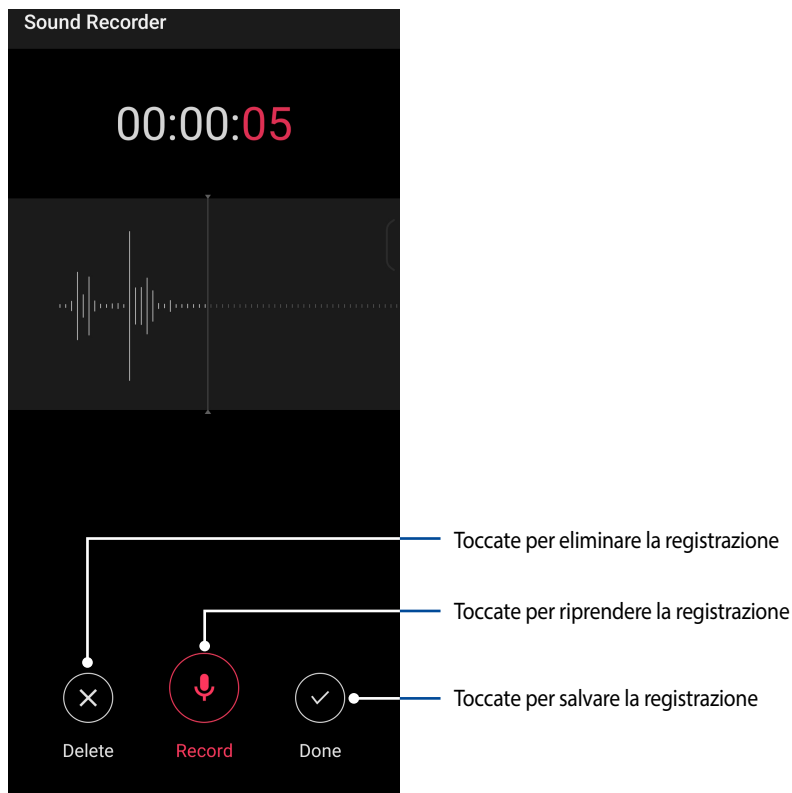 Sound Recorder
00:00:05
Toccate per eliminare la registrazione
Toccate per riprendere la registrazione
Toccate per salvare la registrazione
Delete
Record
Done